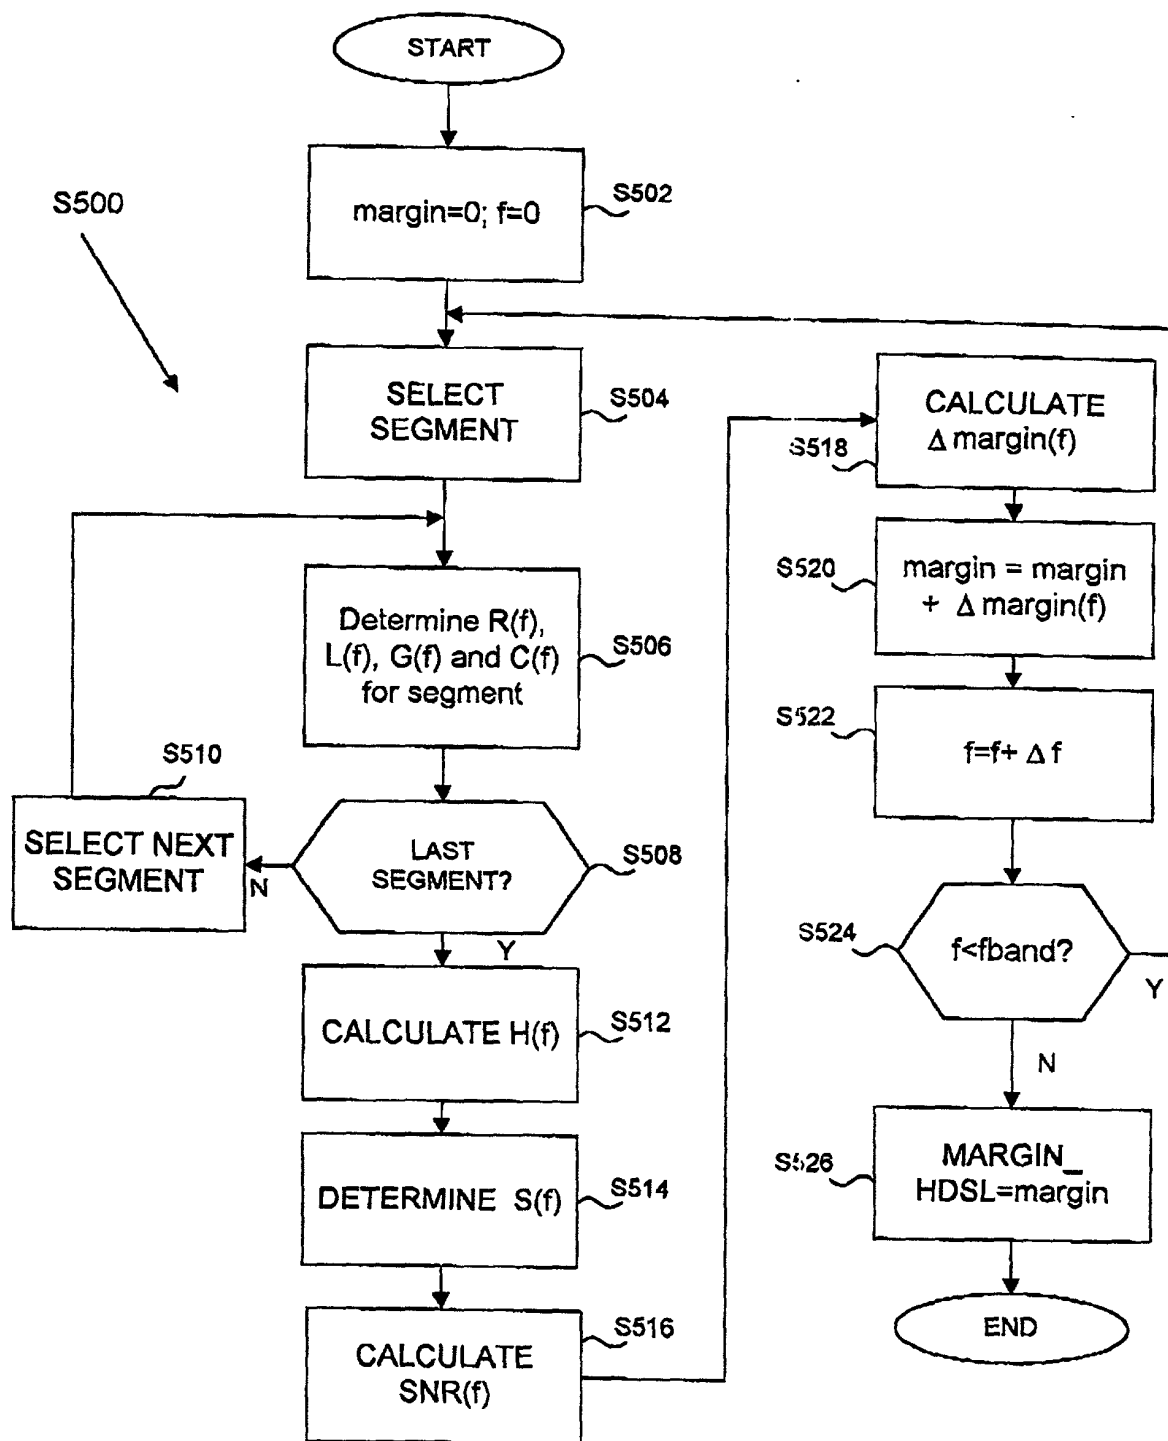 START
S500
margin=0; f=0
S502
SELECT
SEGMENT
S504
Determine R(f),
L(f), G(f) and C(f)
for segment
S506
LAST
SEGMENT?
S508
N
Y
S510
SELECT NEXT
SEGMENT
CALCULATE H(f)
S512
DETERMINE S(f)
S514
CALCULATE
SNR(f)
S516
CALCULATE
Δ margin(f)
S518
margin = margin
+ Δ margin(f)
S520
f=f+ Δ f
S522
f<fband?
S524
Y
N
MARGIN_
HDSL=margin
S526
END